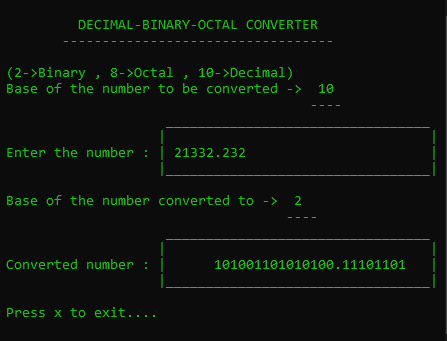 DECIMAL-BINARY-OCTAL CONVERTER
----------------------------------
(2->Binary , 8->Octal , 10->Decimal)
Base of the number to be converted -> 10
----
Enter the number : | 21332.232 |
Base of the number converted to -> 2
----
Converted number : | 101001101010100.11101101 |
Press x to exit....